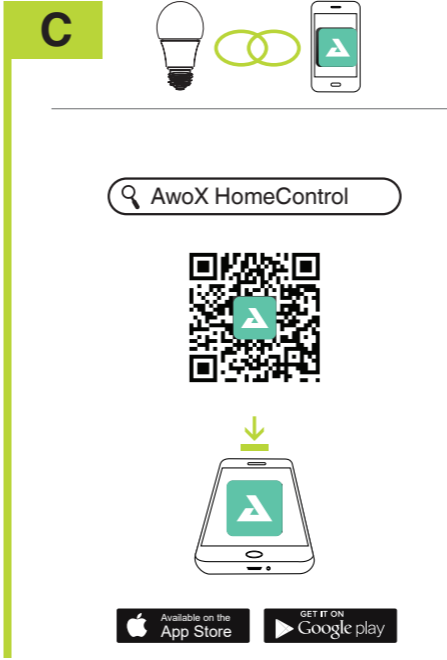 C
AwoX HomeControl
Available on the
App Store
GET IT ON
Google play